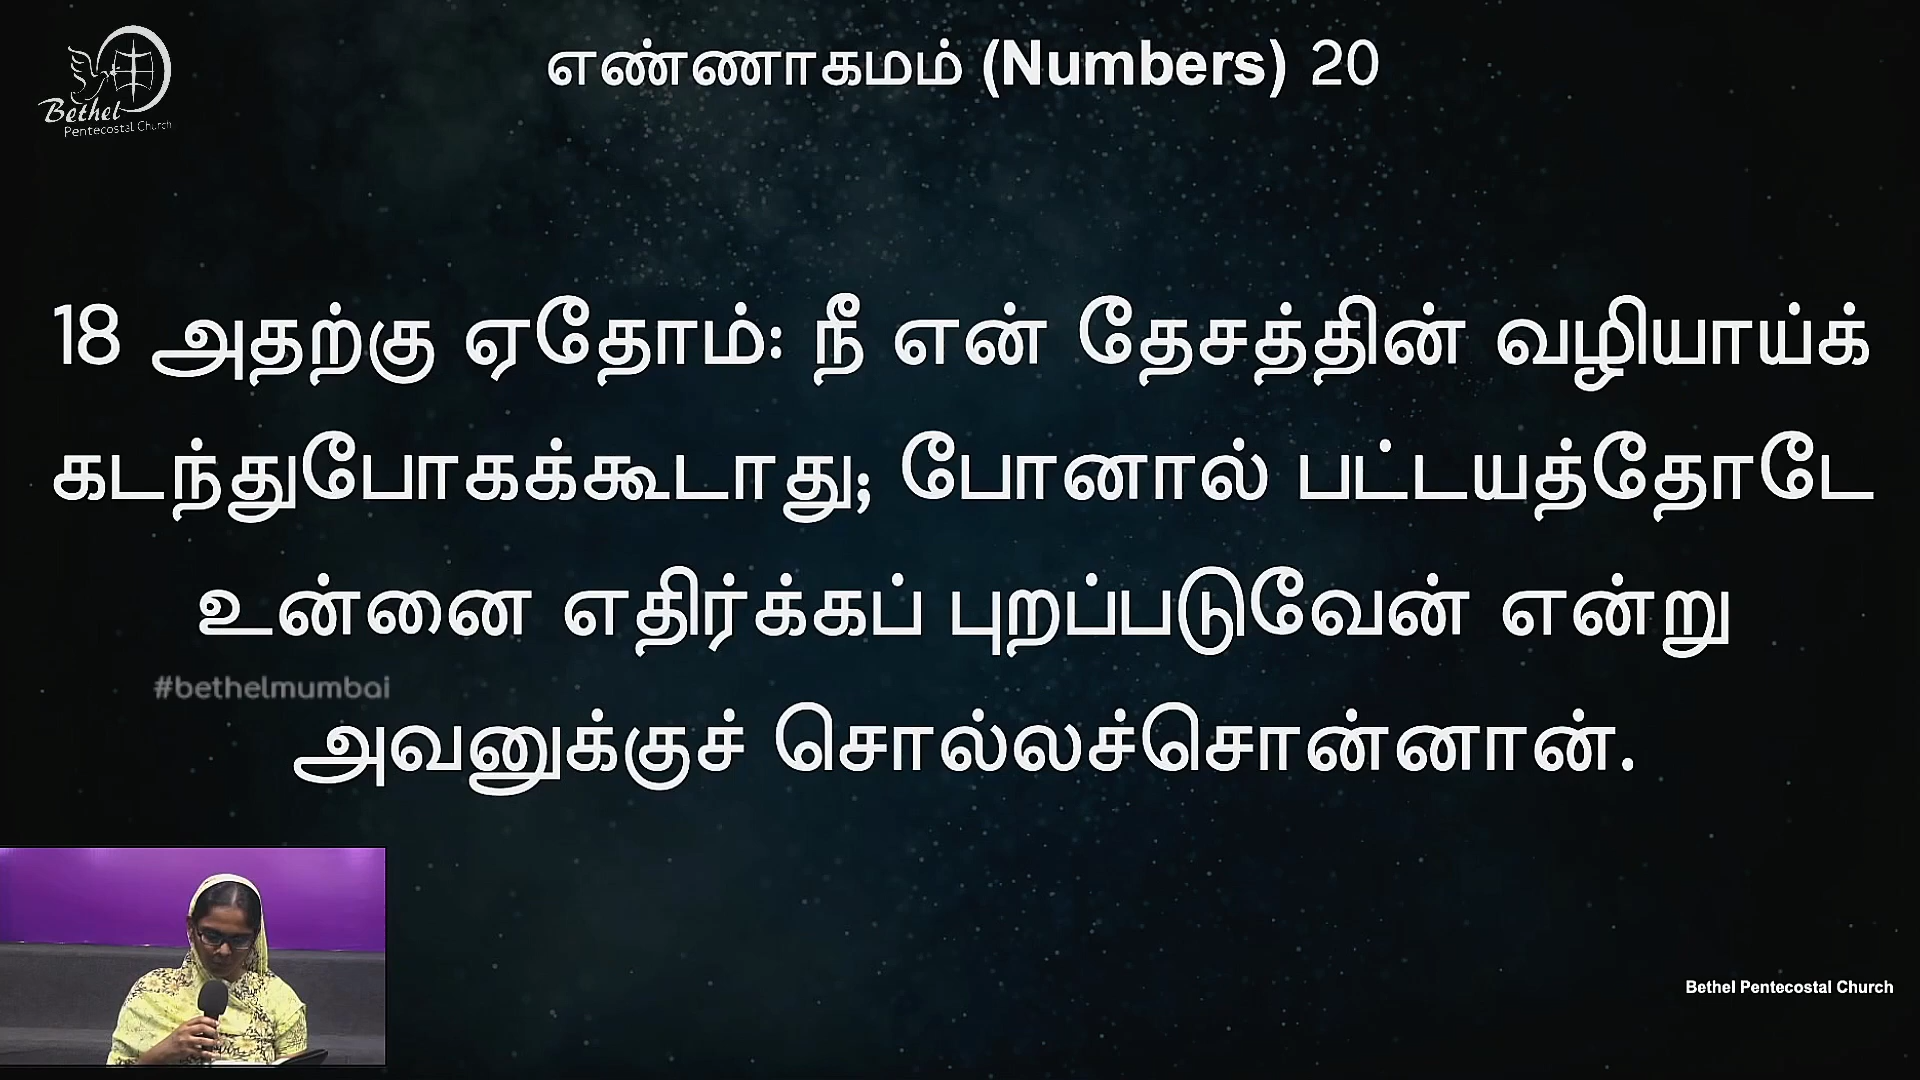 Bethel
Pentecostal Church
எண்ணாகமம் (Numbers) 20
18 அதற்கு ஏதோம்: நீ என் தேசத்தின் வழியாய்க்
கடந்துபோகக்கூடாது; போனால் பட்டயத்தோடே
உன்னை எதிர்க்கப் புறப்படுவேன் என்று
#bethelmumbai
அவனுக்குச் சொல்லச்சொன்னான்.
Bethel Pentecostal Church